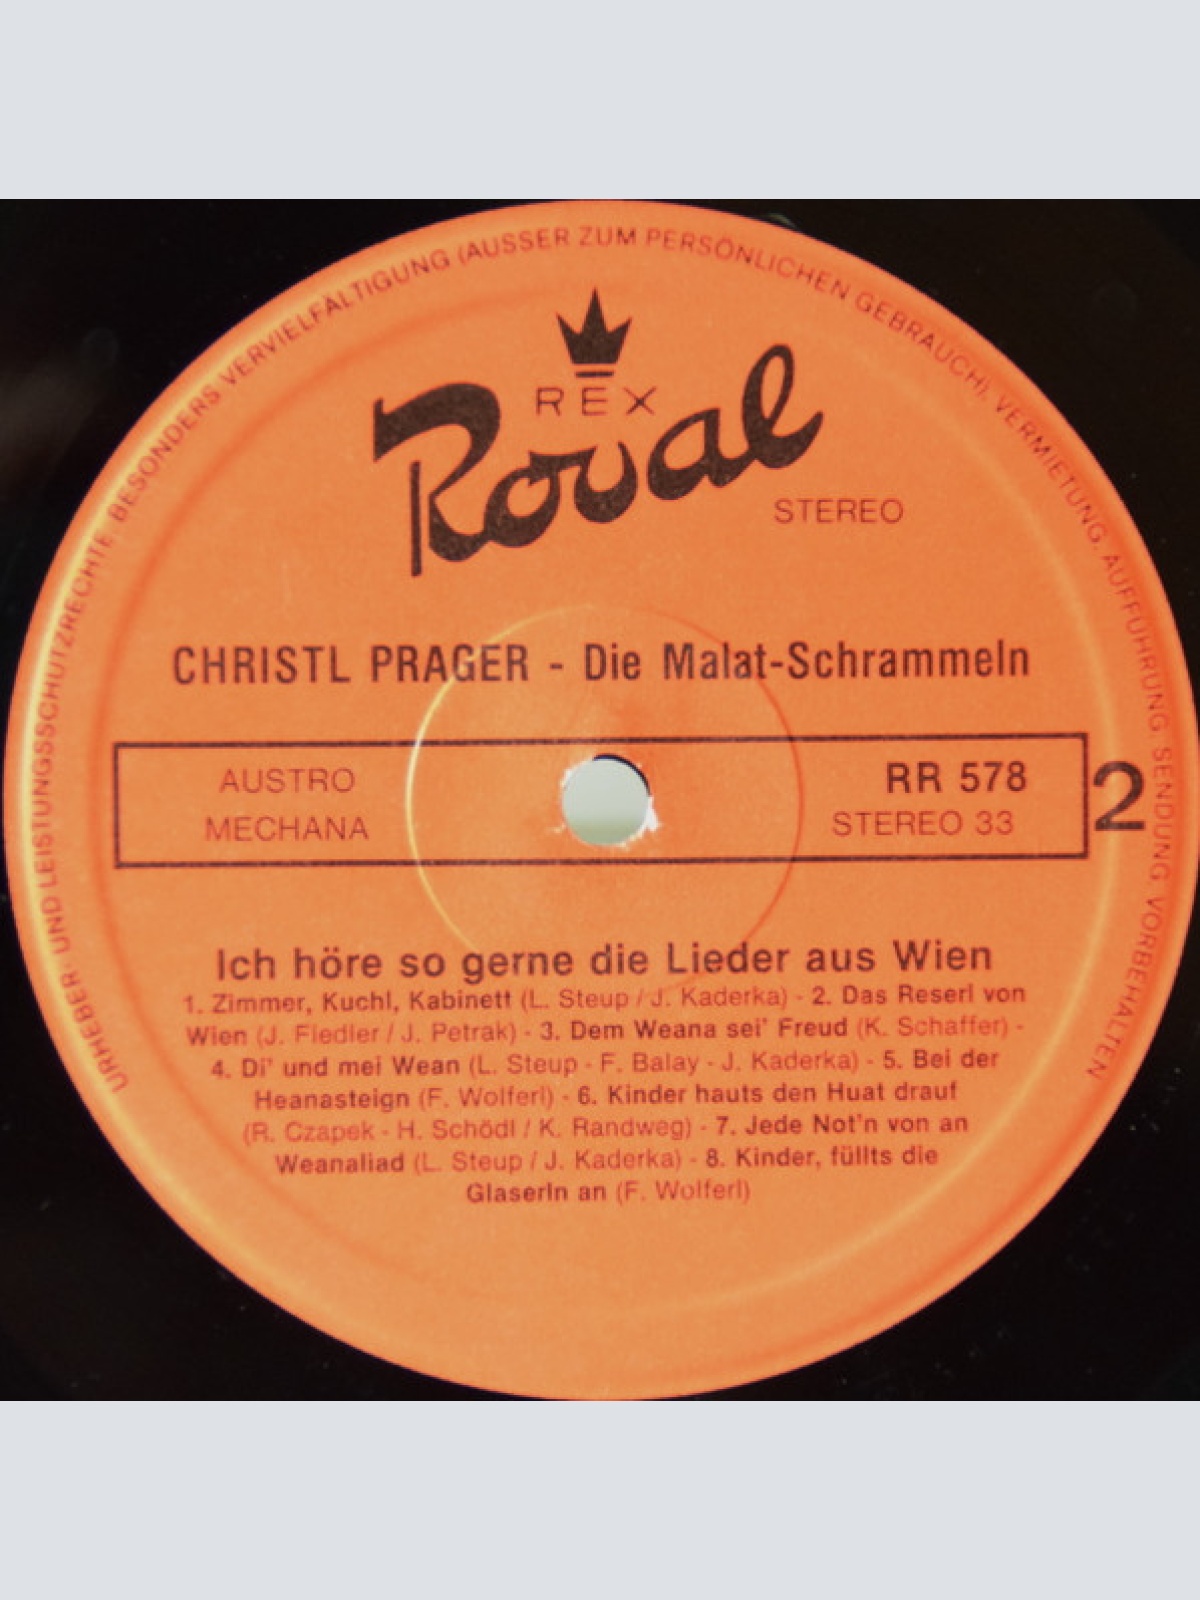 URHEBER- UND LEISTUNGSSCHUTZRECHTE, BESONDERS VERVIELFÄLTIGUNG (AUSSER ZUM PERSÖNLICHEN GEBRAUCH), VERMIETUNG, AUFFÜHRUNG, SENDUNG, VORBEHALTEN
REX
Royal
STEREO
CHRISTL PRAGER - Die Malat-Schrammeln
AUSTRO
MECHANA
RR 578
STEREO 33
2
Ich höre so gerne die Lieder aus Wien
1. Zimmer, Kuchl, Kabinett (L. Steup / J. Kaderka) - 2. Das Reserl von
Wien (J. Fiedler / J. Petrak) - 3. Dem Weana sei' Freud (K. Schaffer) -
4. Di' und mei Wean (L. Steup - F. Balay - J. Kaderka) - 5. Bei der
Heanasteign (F. Wolferl) - 6. Kinder hauts den Huat drauf
(R. Czapek - H. Schödl / K. Randweg) - 7. Jede Not'n von an
Weanaliad (L. Steup / J. Kaderka) - 8. Kinder, füllts die
Glaserln an (F. Wolferl)